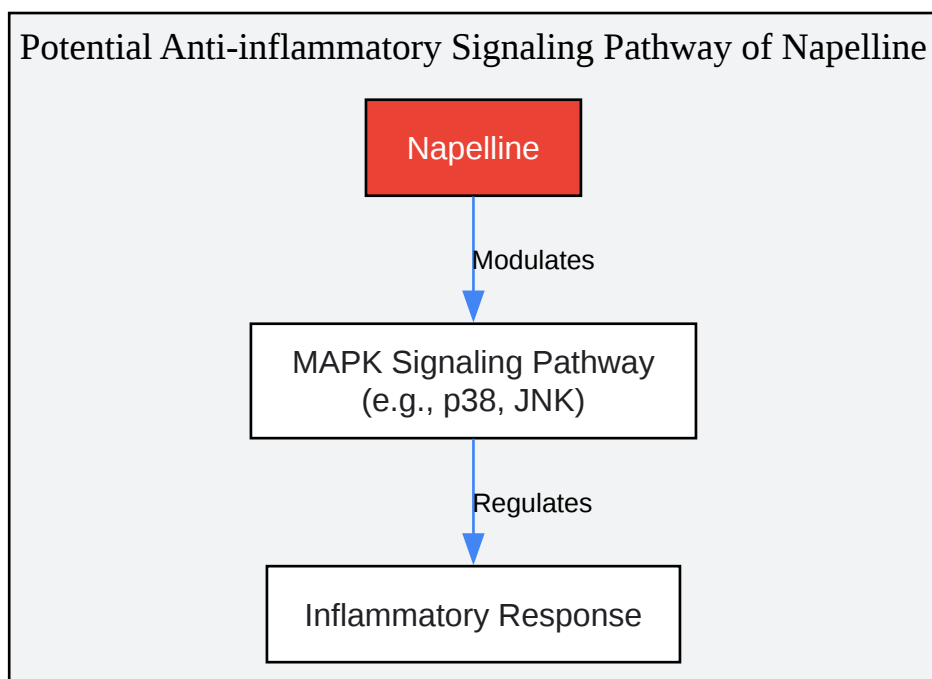 Potential Anti-inflammatory Signaling Pathway of Napelline
Napelline
Modulates
MAPK Signaling Pathway
(e.g., p38, JNK)
Regulates
Inflammatory Response